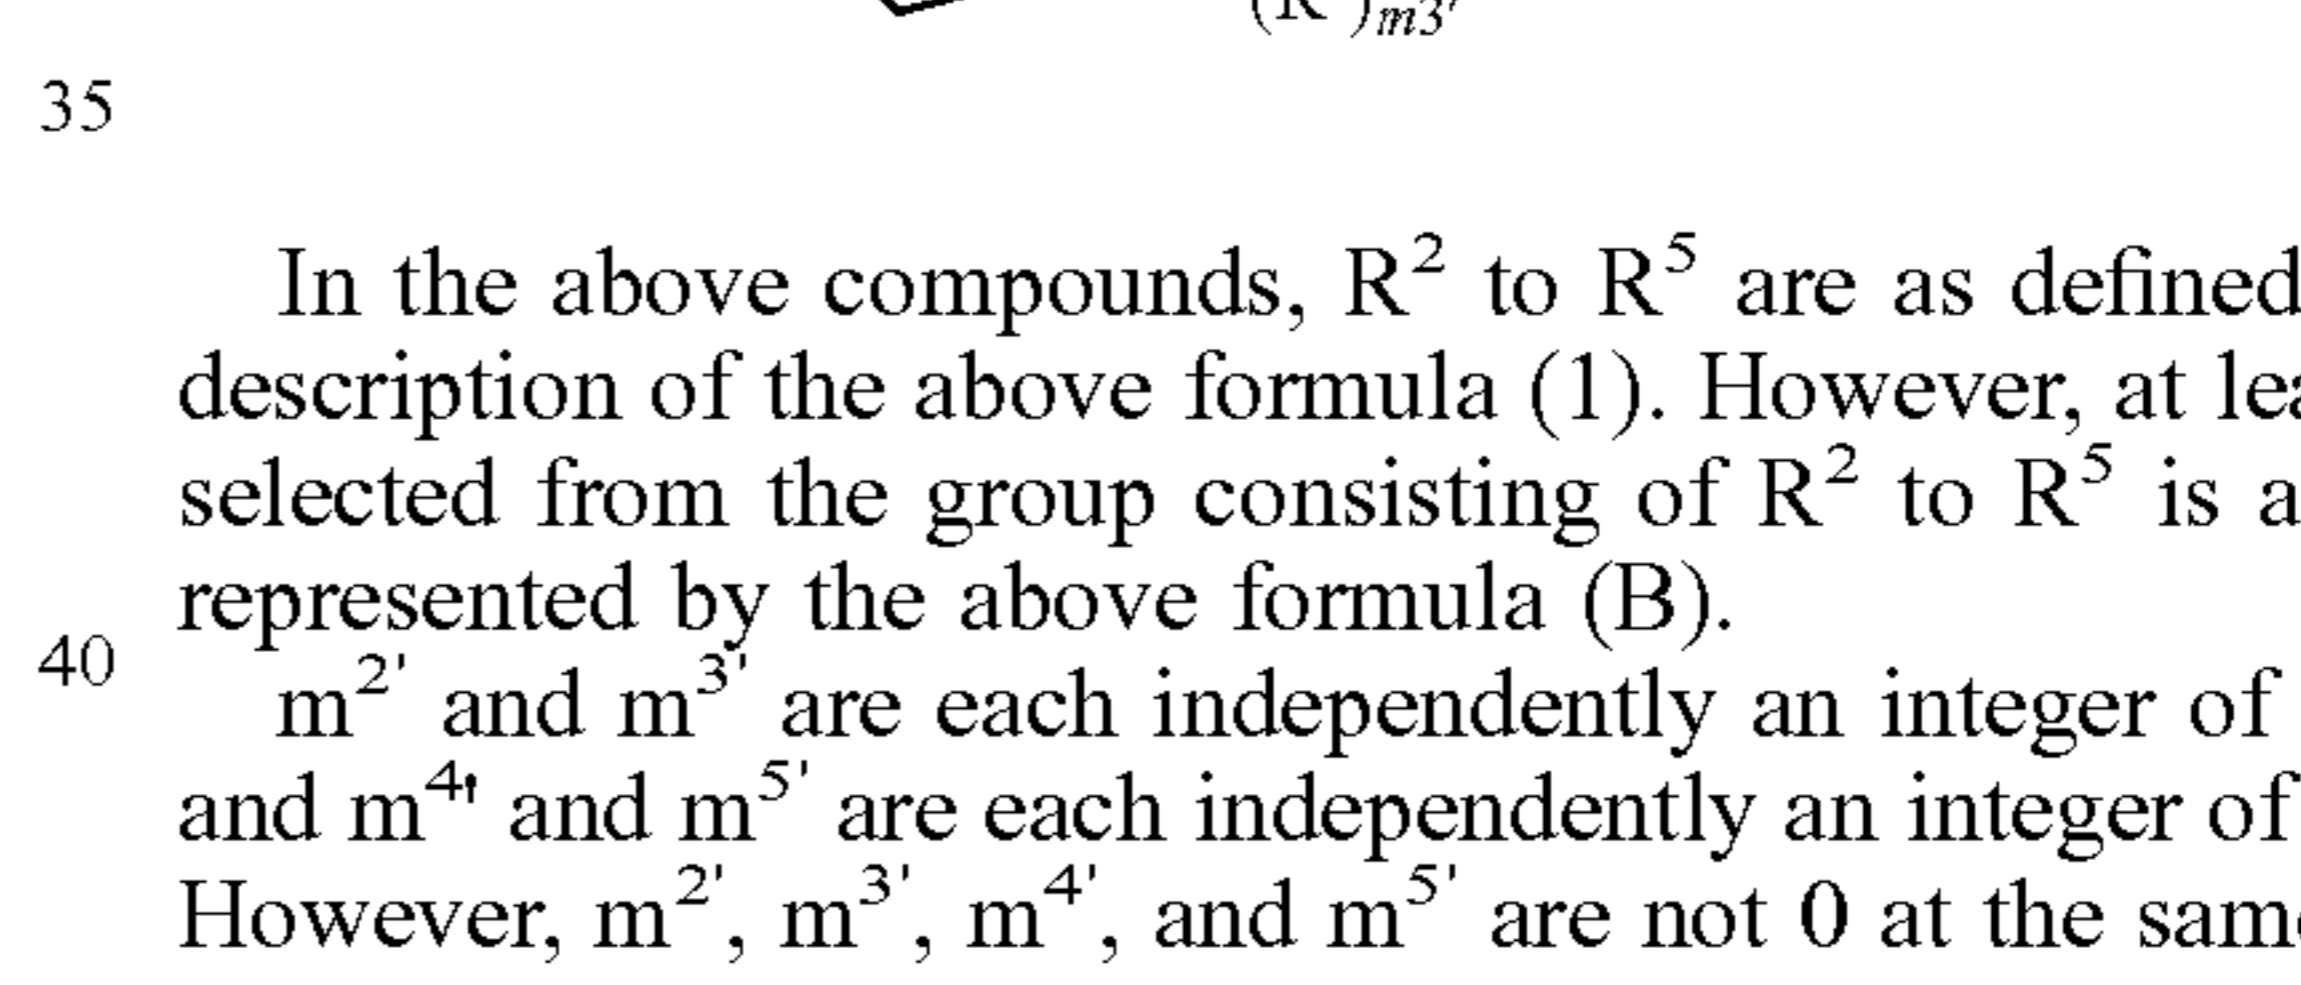 )m3'
35
In the above compounds, R² to R⁵ are as defined
description of the above formula (1). However, at
selected from the group consisting of R² to R⁵ is a
represented by the above formula (B).
40
m²' and m³' are each independently an integer of
and m⁴' and m⁵' are each independently an integer of
However, m²', m³', m⁴', and m⁵' are not 0 at the